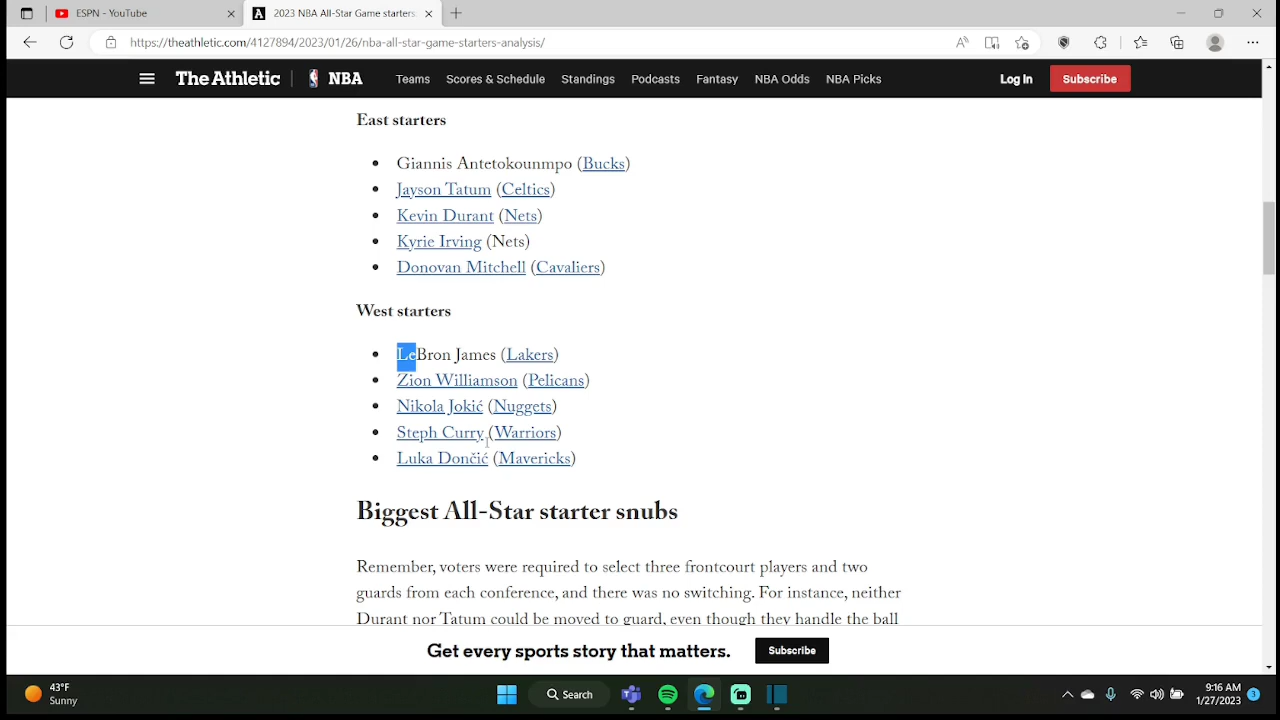 ESPN - YouTube
2023 NBA All-Star Game starters
https://theathletic.com/4127894/2023/01/26/nba-all-star-game-starters-analysis/
The Athletic NBA Teams Scores & Schedule Standings Podcasts Fantasy NBA Odds NBA Picks Log In Subscribe
East starters
• Giannis Antetokounmpo (Bucks)
• Jayson Tatum (Celtics)
• Kevin Durant (Nets)
• Kyrie Irving (Nets)
• Donovan Mitchell (Cavaliers)
West starters
• LeBron James (Lakers)
• Zion Williamson (Pelicans)
• Nikola Jokić (Nuggets)
• Steph Curry (Warriors)
• Luka Dončić (Mavericks)
Biggest All-Star starter snubs
Remember, voters were required to select three frontcourt players and two
guards from each conference, and there was no switching. For instance, neither
Durant nor Tatum could be moved to guard, even though they handle the ball
Get every sports story that matters. Subscribe
43°F
Sunny
Search
9:16 AM
1/27/2023
3